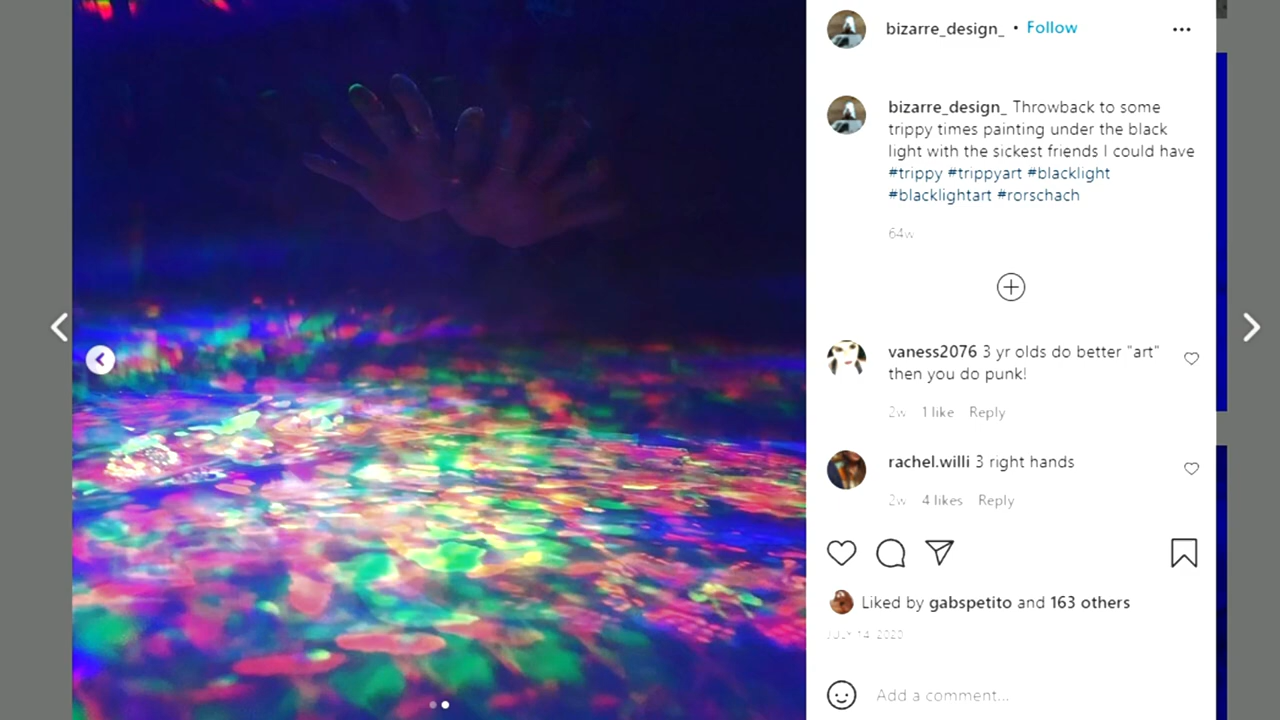 bizarre_design_ • Follow
bizarre_design_ Throwback to some
trippy times painting under the black
light with the sickest friends I could have
#trippy #trippyart #blacklight
#blacklightart #rorschach
64w
vaness2076 3 yr olds do better "art"
then you do punk!
2w 1 like Reply
rachel.willi 3 right hands
2w 4 likes Reply
Liked by gabspetito and 163 others
JULY 14, 2020
Add a comment...